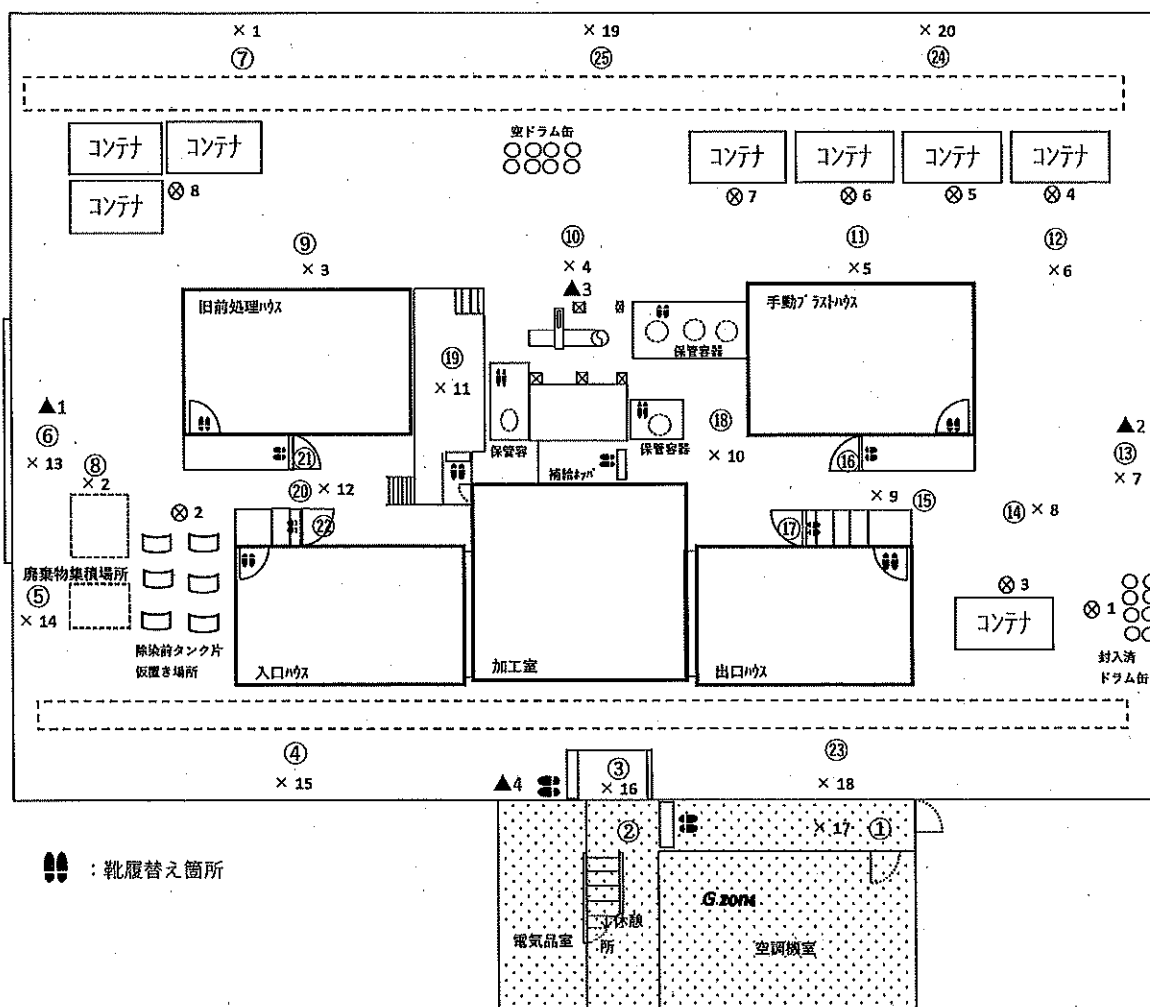 × 1
× 19
× 20
⑦
㉕
㉔
コンテナ
コンテナ
空ドラム缶
コンテナ
コンテナ
コンテナ
コンテナ
コンテナ
⊗ 8
⊗ 7
⊗ 6
⊗ 5
⊗ 4
⑨
⑩
⑪
⑫
× 3
× 4
× 5
× 6
▲3
旧前処理ハウス
手動ブラストハウス
保管容器
⑲
× 11
▲1
⑥
× 13
⑱
× 10
▲2
⑬
× 7
保管容
保管容器
補給ホッパ
㉑
⑯
⑧
× 2
⑳
× 12
× 9
⑮
⑭
× 8
⊗ 2
㉒
⑰
廃棄物集積場所
⑤
× 14
⊗ 3
コンテナ
⊗ 1
除染前タンク片
仮置き場所
入口ハウス
加工室
出口ハウス
封入済
ドラム缶
④
× 15
▲4
③
× 16
㉓
× 18
②
× 17
①
:靴履替え箇所
G zone
電気品室
休憩
所
空調機室